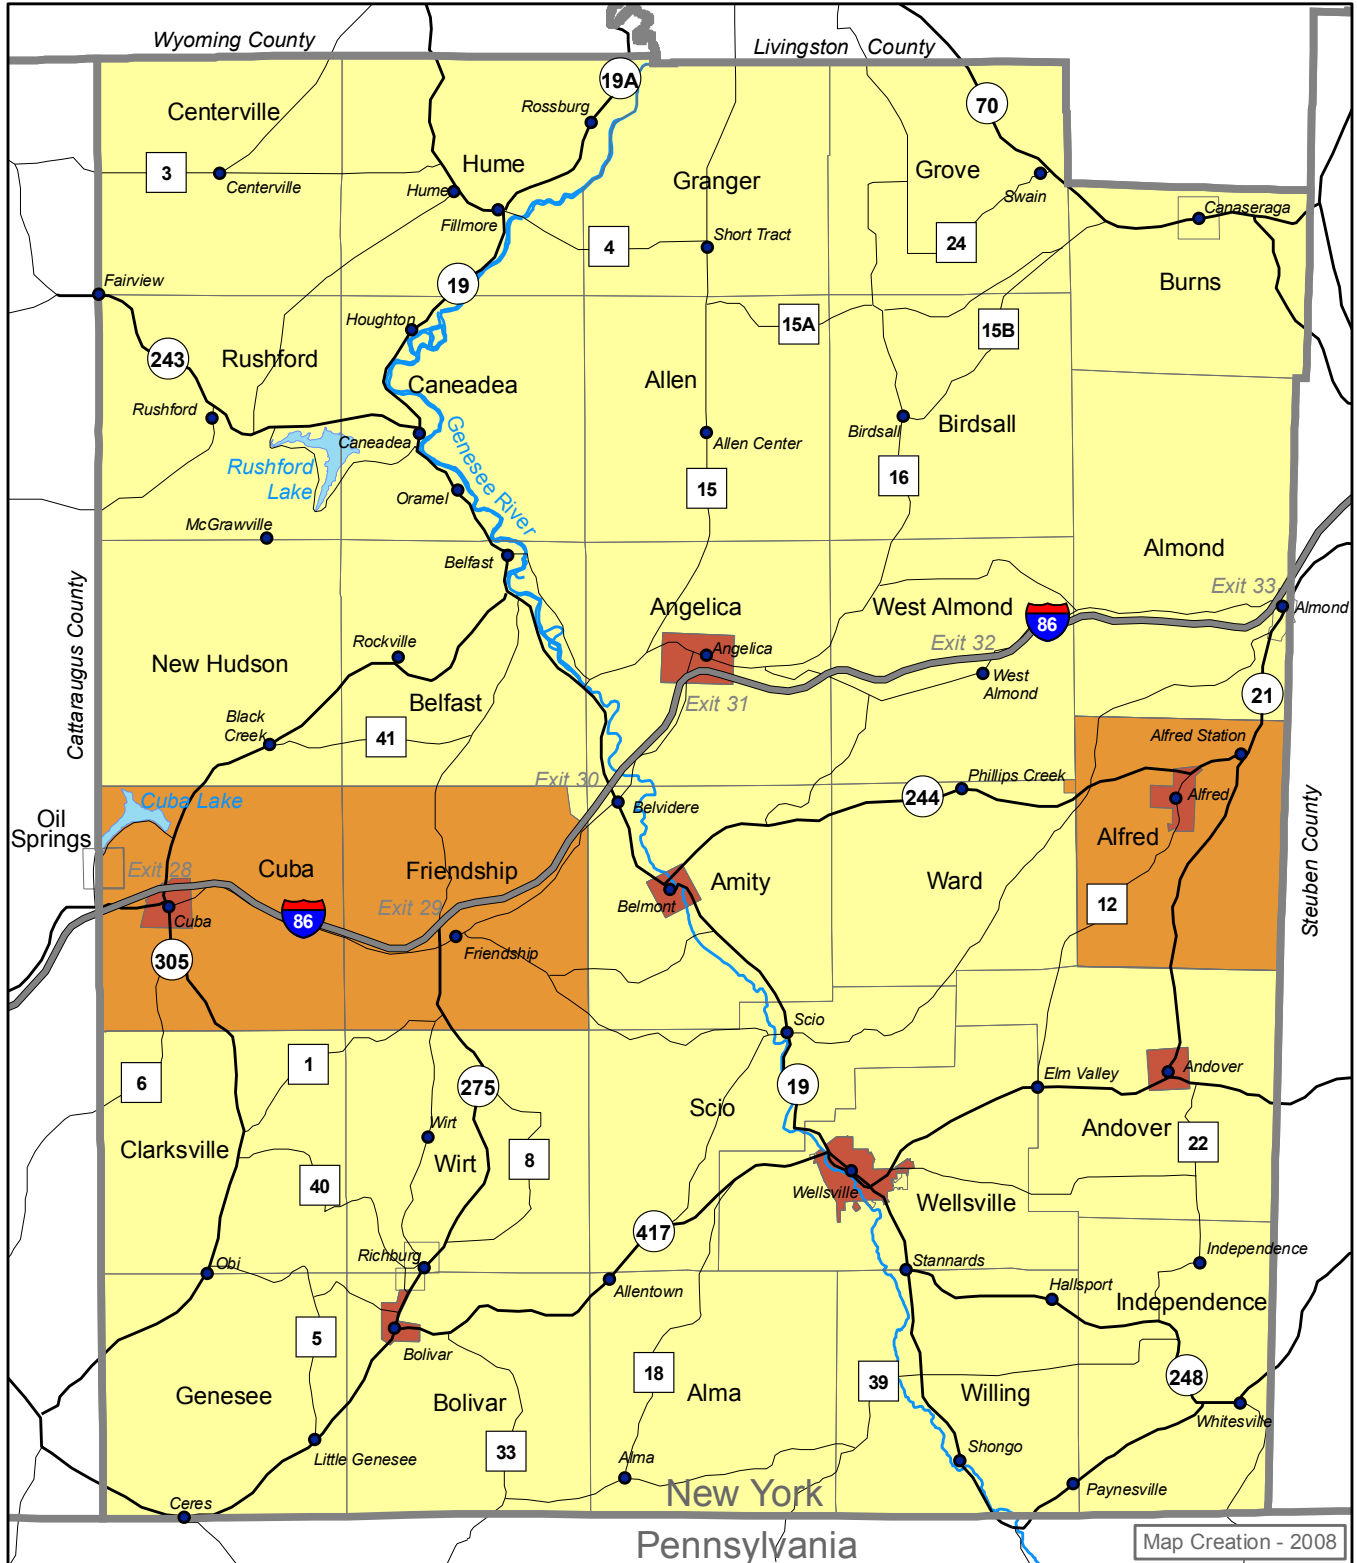 Wyoming County
Livingston County
19A
Rossburg
70
Centerville
Hume
Grove
3
Centerville
Hume
Granger
Swain
Fillmore
Canaseraga
4
Short Tract
24
Fairview
19
Burns
Houghton
15A
15B
243
Rushford
Caneadea
Allen
Rushford
Birdsall
Birdsall
Caneadea
Allen Center
Genesee River
Rushford
Lake
Oramel
15
16
McGrawville
Belfast
Almond
Cattaraugus County
Exit 33
Angelica
West Almond
86
Almond
Rockville
Angelica
Exit 32
New Hudson
West
Almond
Belfast
Exit 31
21
Black
Creek
41
Alfred Station
Exit 30
Phillips Creek
Cuba Lake
Belvidere
244
Alfred
Oil
Springs
Alfred
Exit 28
Cuba
Friendship
Amity
Ward
Steuben County
Belmont
12
Exit 29
Cuba
86
Friendship
305
Scio
6
1
275
19
Elm Valley
Andover
Scio
Wirt
Andover
Clarksville
Wirt
8
22
40
Wellsville
Wellsville
417
Richburg
Obi
Stannards
Independence
Allentown
Hallsport
Independence
5
Bolivar
18
39
248
Genesee
Bolivar
Alma
Willing
Whitesville
Little Genesee
33
Alma
Shongo
Paynesville
Ceres
New York
Pennsylvania
Map Creation - 2008